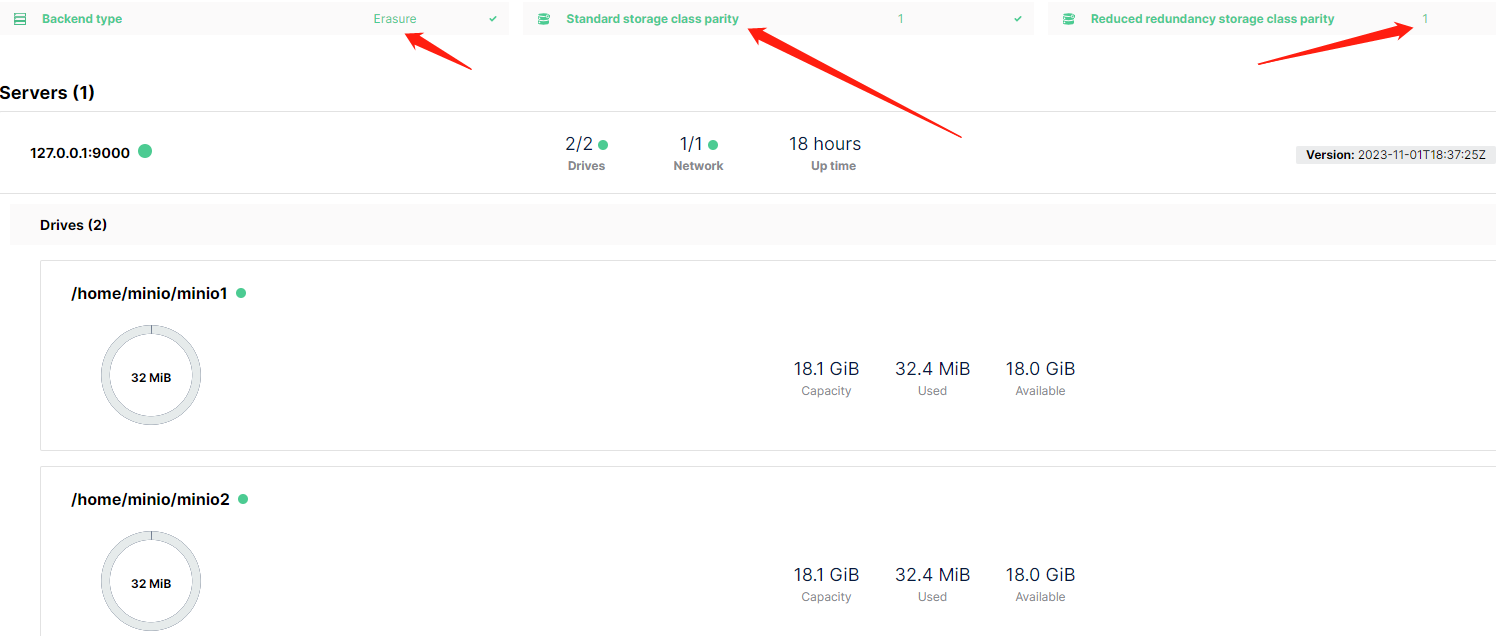 Backend type Erasure Standard storage class parity 1 Reduced redundancy storage class parity 1
Servers (1)
127.0.0.1:9000 2/2 1/1 18 hours
Drives Network Up time
Version: 2023-11-01T18:37:25Z
Drives (2)
/home/minio/minio1
32 MiB
18.1 GiB 32.4 MiB 18.0 GiB
Capacity Used Available
/home/minio/minio2
32 MiB
18.1 GiB 32.4 MiB 18.0 GiB
Capacity Used Available